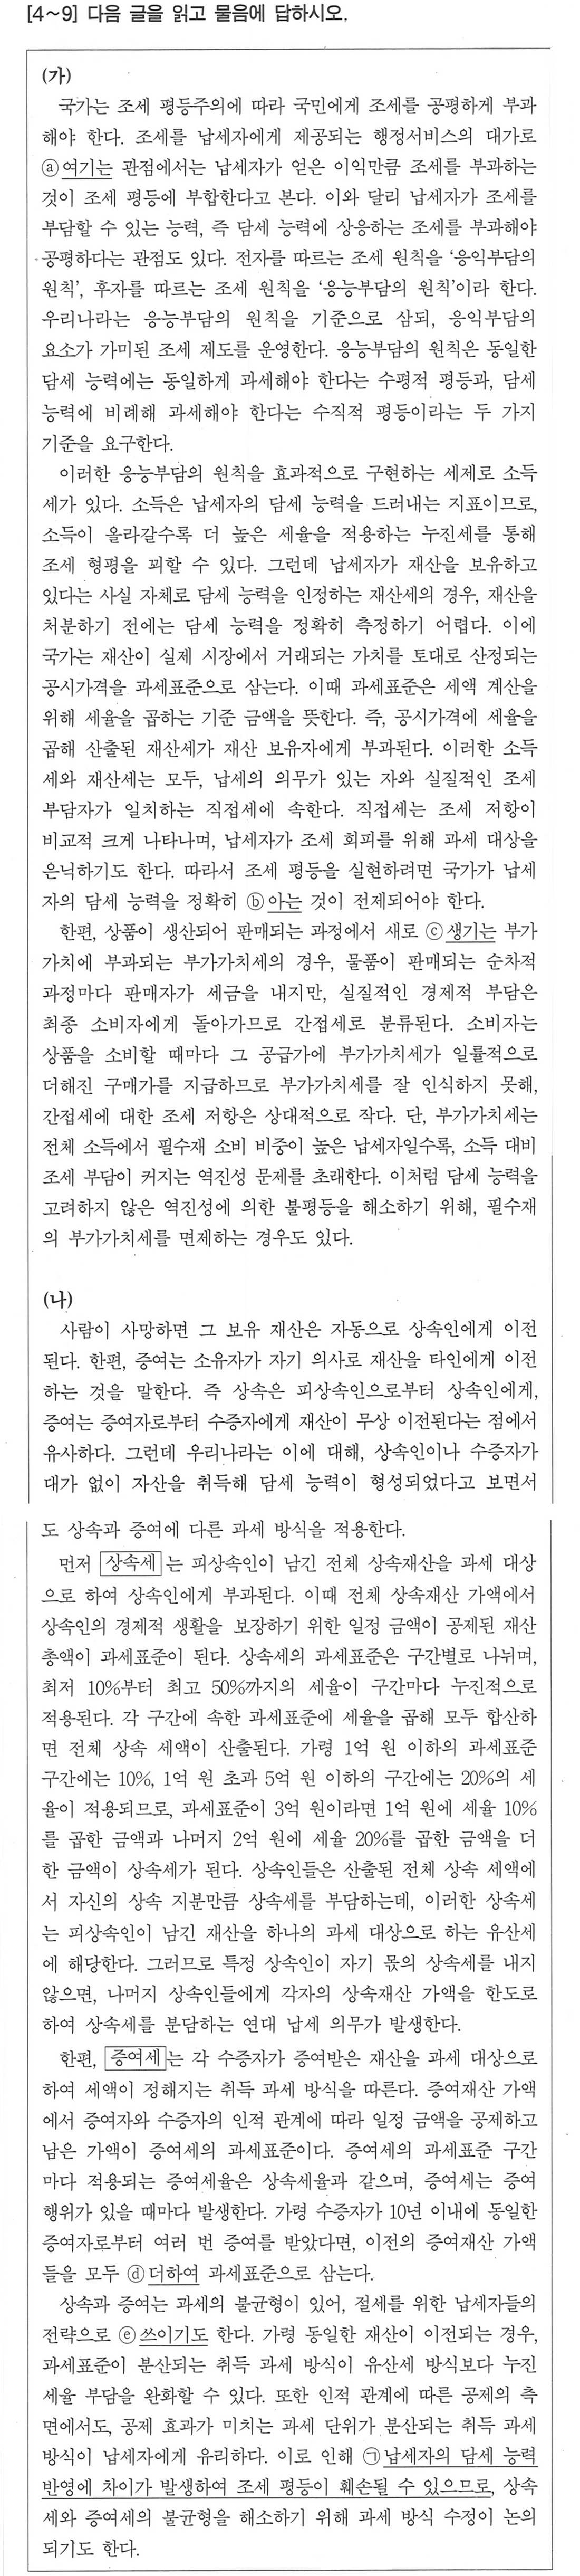 [4~9] 다음 글을 읽고 물음에 답하시오.
(가)
국가는 조세 평등주의에 따라 국민에게 조세를 공평하게 부과
해야 한다. 조세를 납세자에게 제공되는 행정서비스의 대가로
ⓐ여기는 관점에서는 납세자가 얻은 이익만큼 조세를 부과하는
것이 조세 평등에 부합한다고 본다. 이와 달리 납세자가 조세를
부담할 수 있는 능력, 즉 담세 능력에 상응하는 조세를 부과해야
공평하다는 관점도 있다. 전자를 따르는 조세 원칙을 ‘응익부담의
원칙’, 후자를 따르는 조세 원칙을 ‘응능부담의 원칙’이라 한다.
우리나라는 응능부담의 원칙을 기준으로 삼되, 응익부담의
요소가 가미된 조세 제도를 운영한다. 응능부담의 원칙은 동일한
담세 능력에는 동일하게 과세해야 한다는 수평적 평등과, 담세
능력에 비례해 과세해야 한다는 수직적 평등이라는 두 가지
기준을 요구한다.
이러한 응능부담의 원칙을 효과적으로 구현하는 세제로 소득
세가 있다. 소득은 납세자의 담세 능력을 드러내는 지표이므로,
소득이 올라갈수록 더 높은 세율을 적용하는 누진세를 통해
조세 형평을 꾀할 수 있다. 그런데 납세자가 재산을 보유하고
있다는 사실 자체로 담세 능력을 인정하는 재산세의 경우, 재산을
처분하기 전에는 담세 능력을 정확히 측정하기 어렵다. 이에
국가는 재산이 실제 시장에서 거래되는 가치를 토대로 산정되는
공시가격을 과세표준으로 삼는다. 이때 과세표준은 세액 계산을
위해 세율을 곱하는 기준 금액을 뜻한다. 즉, 공시가격에 세율을
곱해 산출된 재산세가 재산 보유자에게 부과된다. 이러한 소득
세와 재산세는 모두, 납세의 의무가 있는 자와 실질적인 조세
부담자가 일치하는 직접세에 속한다. 직접세는 조세 저항이
비교적 크게 나타나며, 납세자가 조세 회피를 위해 과세 대상을
은닉하기도 한다. 따라서 조세 평등을 실현하려면 국가가 납세
자의 담세 능력을 정확히 ⓑ아는 것이 전제되어야 한다.
한편, 상품이 생산되어 판매되는 과정에서 새로 ⓒ생기는 부가
가치에 부과되는 부가가치세의 경우, 물품이 판매되는 순차적
과정마다 판매자가 세금을 내지만, 실질적인 경제적 부담은
최종 소비자에게 돌아가므로 간접세로 분류된다. 소비자는
상품을 소비할 때마다 그 공급가에 부가가치세가 일률적으로
더해진 구매가를 지급하므로 부가가치세를 잘 인식하지 못해,
간접세에 대한 조세 저항은 상대적으로 작다. 단, 부가가치세는
전체 소득에서 필수재 소비 비중이 높은 납세자일수록, 소득 대비
조세 부담이 커지는 역진성 문제를 초래한다. 이처럼 담세 능력을
고려하지 않은 역진성에 의한 불평등을 해소하기 위해, 필수재
의 부가가치세를 면제하는 경우도 있다.
(나)
사람이 사망하면 그 보유 재산은 자동으로 상속인에게 이전
된다. 한편, 증여는 소유자가 자기 의사로 재산을 타인에게 이전
하는 것을 말한다. 즉 상속은 피상속인으로부터 상속인에게,
증여는 증여자로부터 수증자에게 재산이 무상 이전된다는 점에서
유사하다. 그런데 우리나라는 이에 대해, 상속인이나 수증자가
대가 없이 자산을 취득해 담세 능력이 형성되었다고 보면서
도 상속과 증여에 다른 과세 방식을 적용한다.
먼저 상속세는 피상속인이 남긴 전체 상속재산을 과세 대상
으로 하여 상속인에게 부과된다. 이때 전체 상속재산 가액에서
상속인의 경제적 생활을 보장하기 위한 일정 금액이 공제된 재산
총액이 과세표준이 된다. 상속세의 과세표준은 구간별로 나뉘며,
최저 10%부터 최고 50%까지의 세율이 구간마다 누진적으로
적용된다. 각 구간에 속한 과세표준에 세율을 곱해 모두 합산하
면 전체 상속 세액이 산출된다. 가령 1억 원 이하의 과세표준
구간에는 10%, 1억 원 초과 5억 원 이하의 구간에는 20%의 세
율이 적용되므로, 과세표준이 3억 원이라면 1억 원에 세율 10%
를 곱한 금액과 나머지 2억 원에 세율 20%를 곱한 금액을 더
한 금액이 상속세가 된다. 상속인들은 산출된 전체 상속 세액에
서 자신의 상속 지분만큼 상속세를 부담하는데, 이러한 상속세
는 피상속인이 남긴 재산을 하나의 과세 대상으로 하는 유산세
에 해당한다. 그러므로 특정 상속인이 자기 몫의 상속세를 내지
않으면, 나머지 상속인들에게 각자의 상속재산 가액을 한도로
하여 상속세를 분담하는 연대 납세 의무가 발생한다.
한편, 증여세는 각 수증자가 증여받은 재산을 과세 대상으로
하여 세액이 정해지는 취득 과세 방식을 따른다. 증여재산 가액
에서 증여자와 수증자의 인적 관계에 따라 일정 금액을 공제하고
남은 가액이 증여세의 과세표준이다. 증여세의 과세표준 구간
마다 적용되는 증여세율은 상속세율과 같으며, 증여세는 증여
행위가 있을 때마다 발생한다. 가령 수증자가 10년 이내에 동일한
증여자로부터 여러 번 증여를 받았다면, 이전의 증여재산 가액
들을 모두 ⓓ더하여 과세표준으로 삼는다.
상속과 증여는 과세의 불균형이 있어, 절세를 위한 납세자들의
전략으로 ⓔ쓰이기도 한다. 가령 동일한 재산이 이전되는 경우,
과세표준이 분산되는 취득 과세 방식이 유산세 방식보다 누진
세율 부담을 완화할 수 있다. 또한 인적 관계에 따른 공제의 측
면에서도, 공제 효과가 미치는 과세 단위가 분산되는 취득 과세
방식이 납세자에게 유리하다. 이로 인해 ㉠납세자의 담세 능력
반영에 차이가 발생하여 조세 평등이 훼손될 수 있으므로, 상속
세와 증여세의 불균형을 해소하기 위해 과세 방식 수정이 논의
되기도 한다.